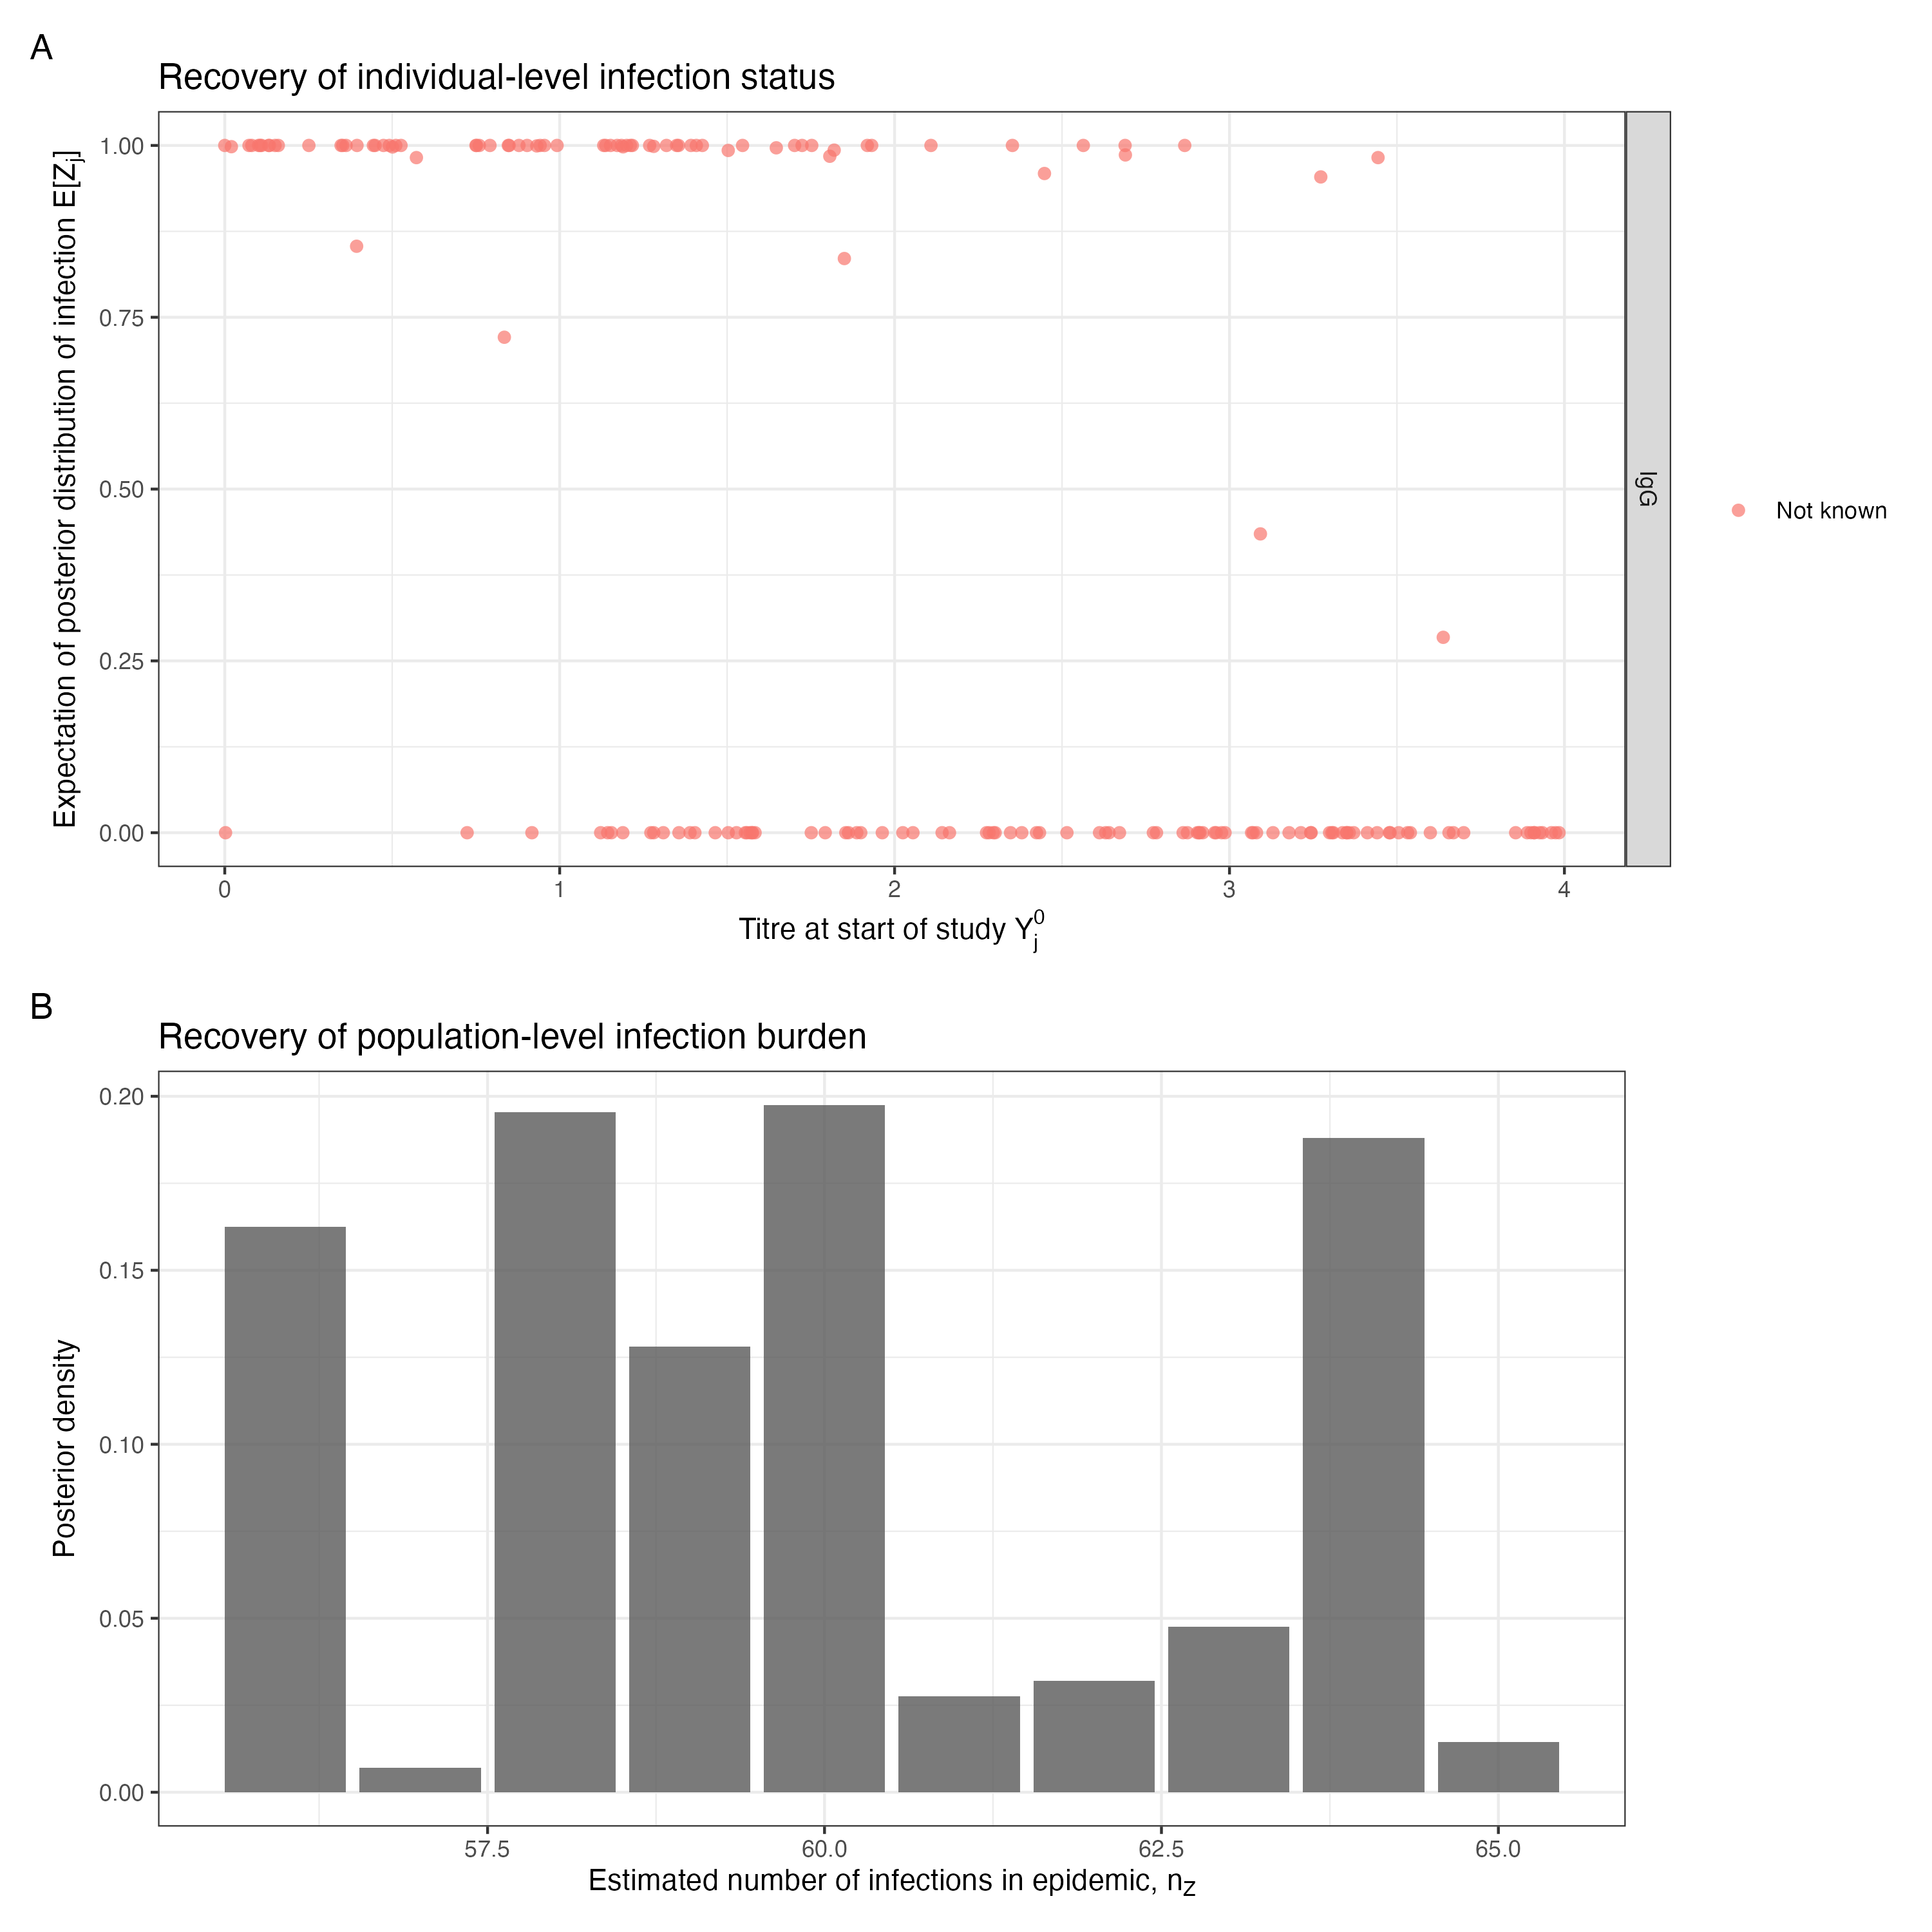 A
Recovery of individual-level infection status
Expectation of posterior distribution of infection E[Zj]
1.00
0.75
0.50
0.25
0.00
IgG
Not known
0 1 2 3 4
Titre at start of study Yj0
B
Recovery of population-level infection burden
Posterior density
0.20
0.15
0.10
0.05
0.00
57.5 60.0 62.5 65.0
Estimated number of infections in epidemic, nZ